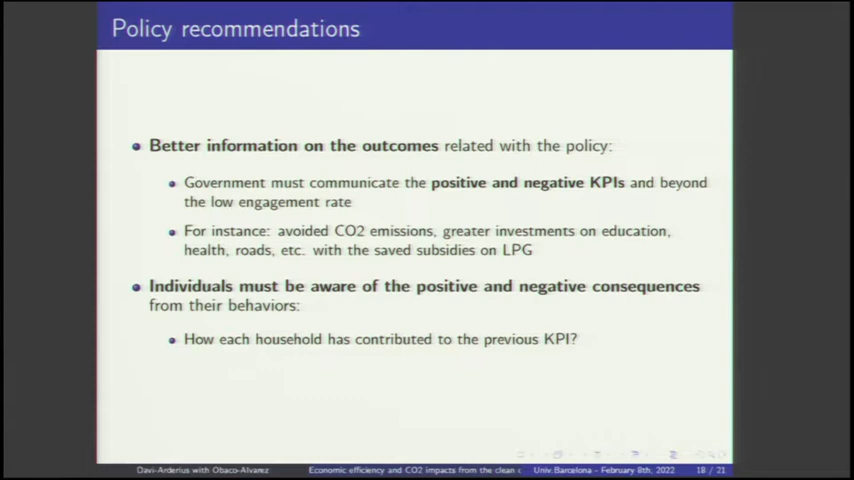 Policy recommendations
Better information on the outcomes related with the policy:
Government must communicate the positive and negative KPIs and beyond
the low engagement rate
For instance: avoided CO2 emissions, greater investments on education,
health, roads, etc. with the saved subsidies on LPG
Individuals must be aware of the positive and negative consequences
from their behaviors:
How each household has contributed to the previous KPI?
Davi-Arderius with Obaco-Alvarez Economic efficiency and CO2 impacts from the clean c Univ.Barcelona - February 8th, 2022 18 / 21